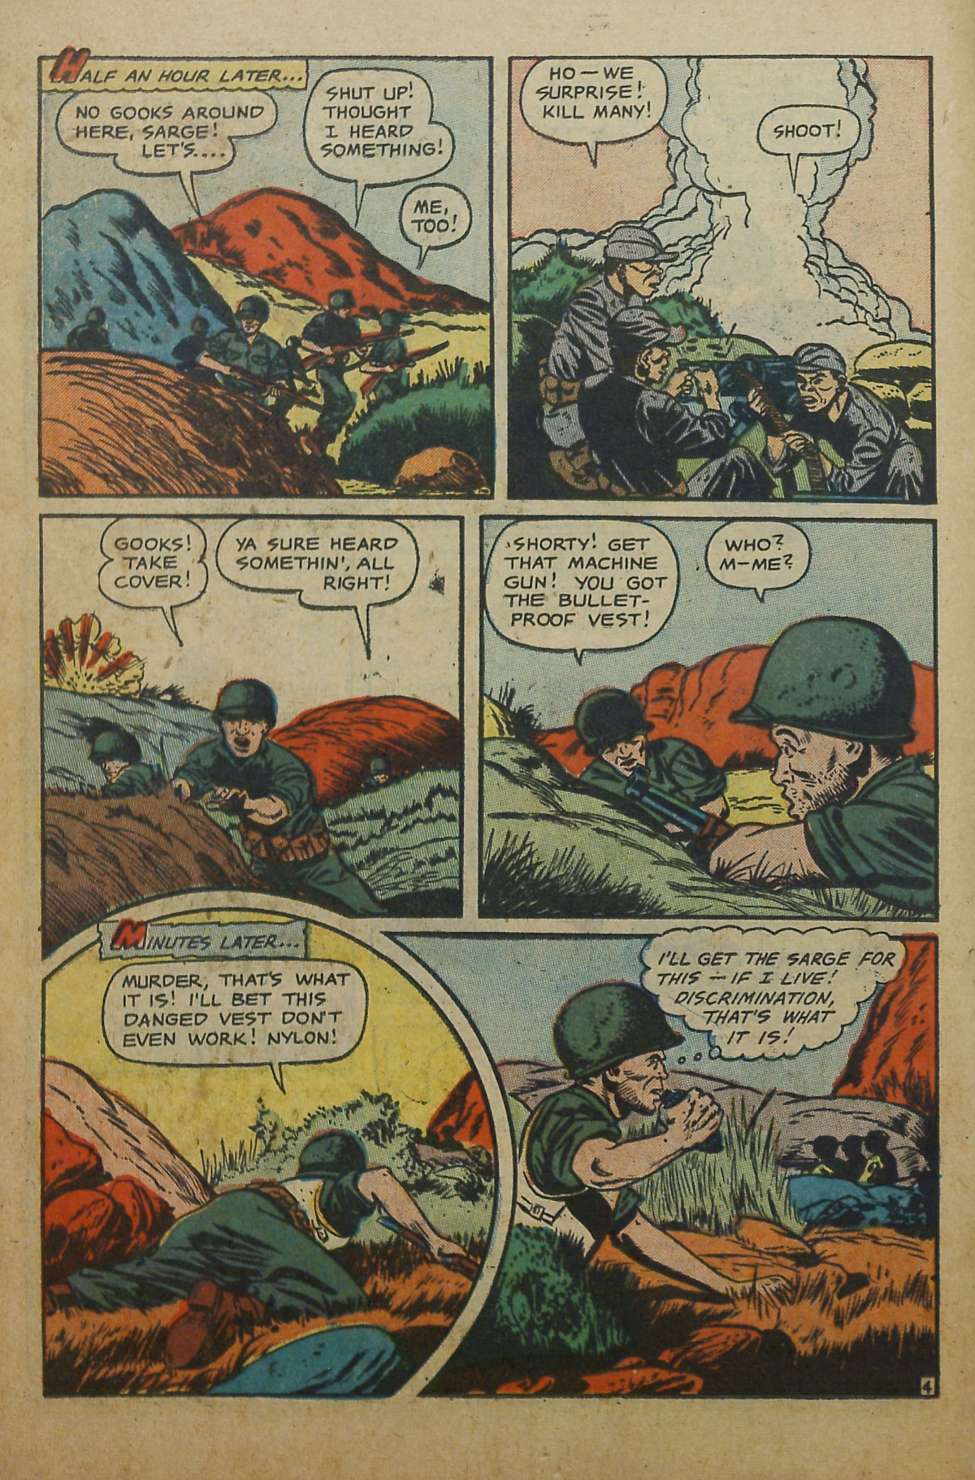 HALF AN HOUR LATER...
NO GOOKS AROUND
HERE, SARGE!
LET'S....
SHUT UP!
THOUGHT
I HEARD
SOMETHING!
ME,
TOO!
HO-WE
SURPRISE!
KILL MANY!
SHOOT!
GOOKS!
TAKE
COVER!
YA SURE HEARD
SOMETHIN', ALL
RIGHT!
SHORTY! GET
THAT MACHINE
GUN! YOU GOT
THE BULLET-
PROOF VEST!
WHO?
M-ME?
MINUTES LATER...
MURDER, THAT'S WHAT
IT IS! I'LL BET THIS
DANGED VEST DON'T
EVEN WORK! NYLON!
I'LL GET THE SARGE FOR
THIS - IF I LIVE!
DISCRIMINATION,
THAT'S WHAT
IT IS!
4